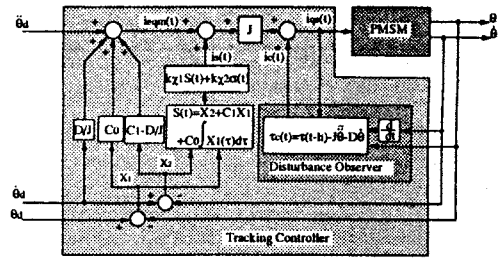 θ̈d
ieqm(t)
iqr(t)
θ
J
PMSM
θ̇
is(t)
ic(t)
kχ1S(t)+kχ2σ(t)
S(t)=X2+C1X1
+C0∫X1(τ)dτ
D/J
C0
C1-D/J
τc(t)=τ(t-h)-Jθ̈-Dθ̇
d
dt
Disturbance Observer
X1
X2
θ̇d
θd
Tracking Controller